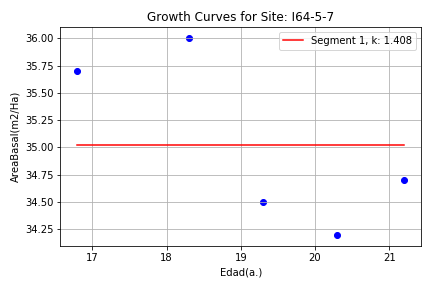 Growth Curves for Site: I64-5-7
Segment 1, k: 1.408
AreaBasal(m2/Ha)
36.00
35.75
35.50
35.25
35.00
34.75
34.50
34.25
17 18 19 20 21
Edad(a.)